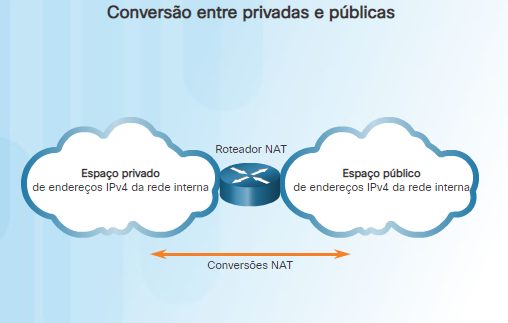 Conversão entre privadas e públicas
Roteador NAT
Espaço privado
de endereços IPv4 da rede interna
Espaço público
de endereços IPv4 da rede interna
Conversões NAT